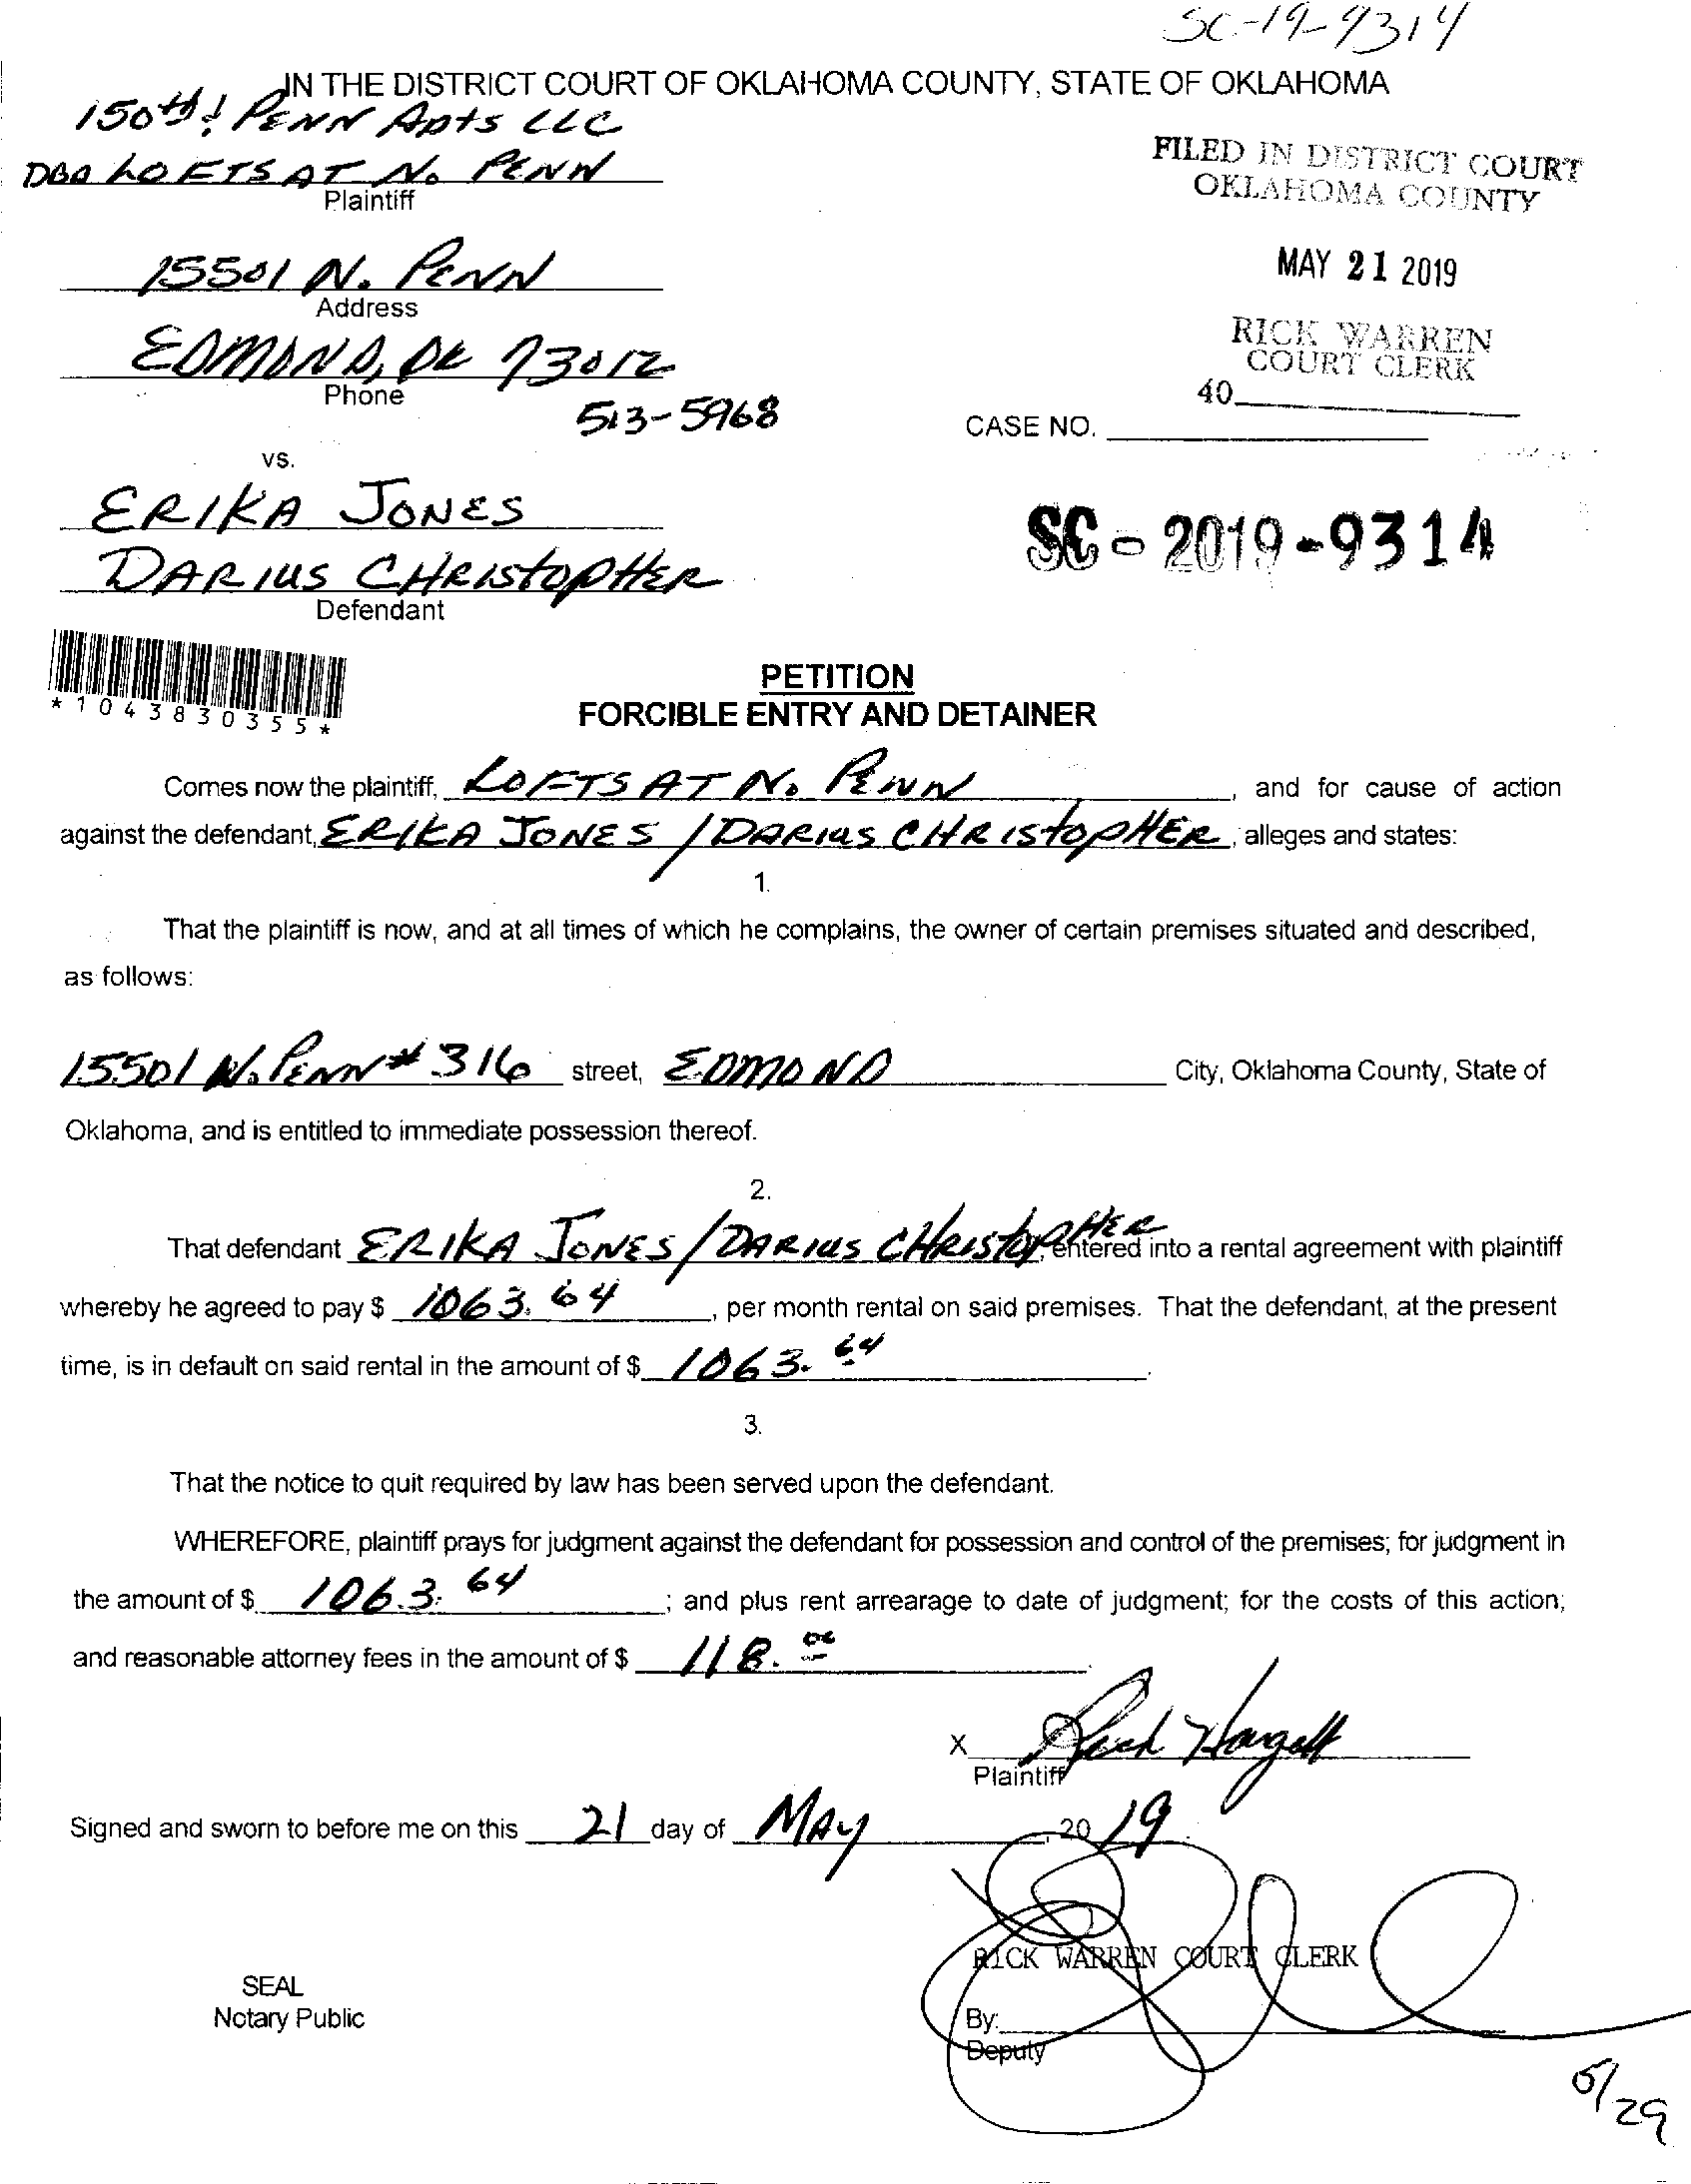 SC-19-9314
IN THE DISTRICT COURT OF OKLAHOMA COUNTY, STATE OF OKLAHOMA
150th & PENN Apts LLC
DBA LOFTS AT No. PENN
Plaintiff
FILED IN DISTRICT COURT
OKLAHOMA COUNTY
MAY 21 2019
RICK WARREN
COURT CLERK
40
15501 N. PENN
Address
EDMOND, OK 73012
Phone
513-5968
CASE NO.
vs.
ERIKA JONES
DARIUS CHRISTOPHER
Defendant
SC - 2019 - 9314
*1043830355*
PETITION
FORCIBLE ENTRY AND DETAINER
Comes now the plaintiff, LOFTS AT No. PENN, and for cause of action
against the defendant, ERIKA JONES / DARIUS CHRISTOPHER, alleges and states:
1.
That the plaintiff is now, and at all times of which he complains, the owner of certain premises situated and described,
as follows:
15501 N. PENN # 316 street, EDMOND City, Oklahoma County, State of
Oklahoma, and is entitled to immediate possession thereof.
2.
That defendant ERIKA JONES / DARIUS CHRISTOPHER, entered into a rental agreement with plaintiff
whereby he agreed to pay $ 1063.64, per month rental on said premises. That the defendant, at the present
time, is in default on said rental in the amount of $ 1063.64.
3.
That the notice to quit required by law has been served upon the defendant.
WHEREFORE, plaintiff prays for judgment against the defendant for possession and control of the premises; for judgment in
the amount of $ 1063.64; and plus rent arrearage to date of judgment; for the costs of this action;
and reasonable attorney fees in the amount of $ 118.00.
X
Plaintiff
Signed and sworn to before me on this 21 day of MAY, 20 19
RICK WARREN COURT CLERK
SEAL
Notary Public
By:
Deputy
5/29